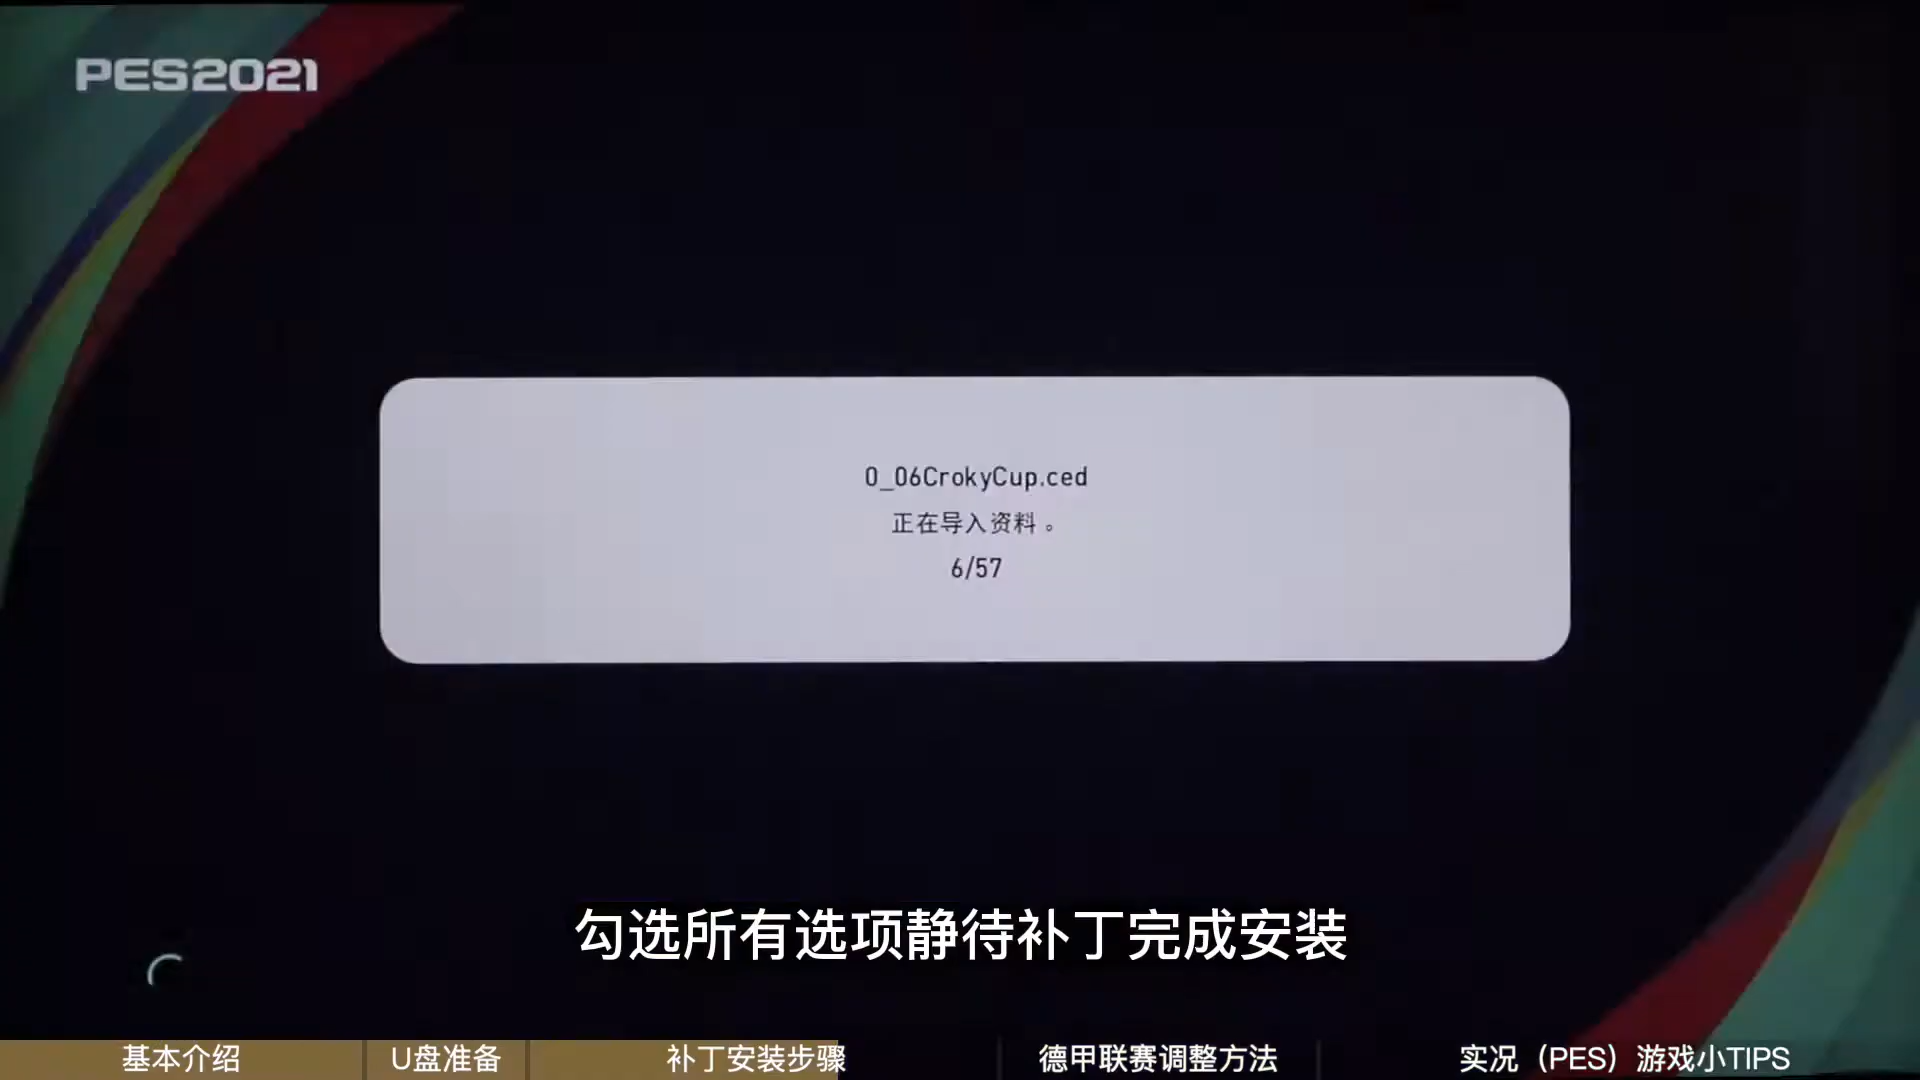 PES2021
0_06CrokyCup.ced
正在导入资料。
6/57
勾选所有选项静待补丁完成安装
基本介绍
U盘准备
补丁安装步骤
德甲联赛调整方法
实况（PES）游戏小TIPS